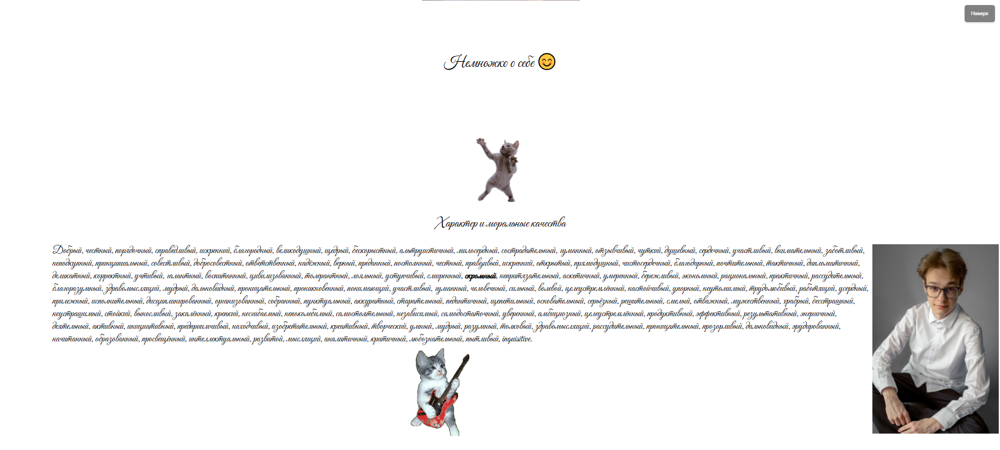 Наверх
Немножко о себе
Характер и моральные качества
Добрый, честный, порядочный, справедливый, искренний, благородный, великодушный, щедрый, бескорыстный, альтруистичный, милосердный, сострадательный, гуманный, отзывчивый, чуткий, душевный, сердечный, участливый, внимательный, заботливый,
неподкупный, принципиальный, совестливый, добросовестный, ответственный, надёжный, верный, преданный, постоянный, честный, правдивый, искренний, открытый, прямодушный, чистосердечный, благодарный, почтительный, тактичный, дипломатичный,
деликатный, корректный, учтивый, галантный, воспитанный, цивилизованный, толерантный, лояльный, уступчивый, смиренный, скромный, непритязательный, аскетичный, умеренный, бережливый, экономный, рациональный, практичный, рассудительный,
благоразумный, здравомыслящий, мудрый, дальновидный, проницательный, проникновенный, понимающий, участливый, гуманный, человечный, сильный, волевой, целеустремлённый, настойчивый, упорный, неутомимый, трудолюбивый, работящий, усердный,
прилежный, исполнительный, дисциплинированный, организованный, собранный, пунктуальный, аккуратный, старательный, педантичный, щепетильный, основательный, серьёзный, решительный, смелый, отважный, мужественный, храбрый, бесстрашный,
неустрашимый, стойкий, выносливый, закалённый, крепкий, несгибаемый, непоколебимый, самостоятельный, независимый, самодостаточный, уверенный, амбициозный, целеустремлённый, продуктивный, эффективный, результативный, энергичный,
деятельный, активный, инициативный, предприимчивый, находчивый, изобретательный, креативный, творческий, умный, мудрый, разумный, толковый, здравомыслящий, рассудительный, проницательный, прозорливый, дальновидный, эрудированный,
начитанный, образованный, просвещённый, интеллектуальный, развитой, мыслящий, аналитичный, критичный, любознательный, пытливый, inquisitive.